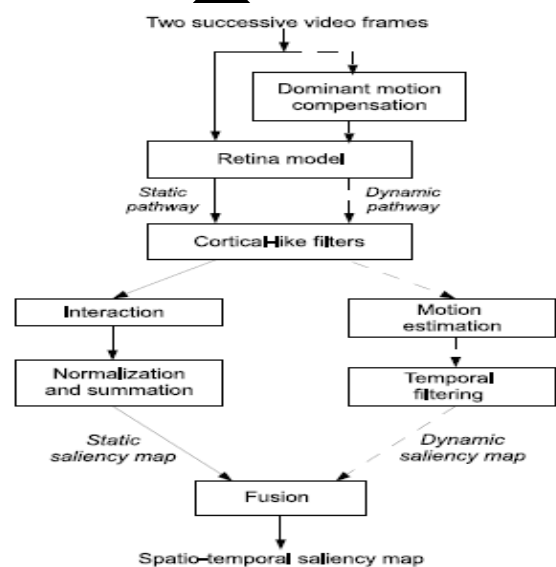 Two successive video frames
Dominant motion
compensation
Retina model
Static
pathway
Dynamic
pathway
Cortical-like filters
Interaction
Motion
estimation
Normalization
and summation
Temporal
filtering
Static
saliency map
Dynamic
saliency map
Fusion
Spatio-temporal saliency map